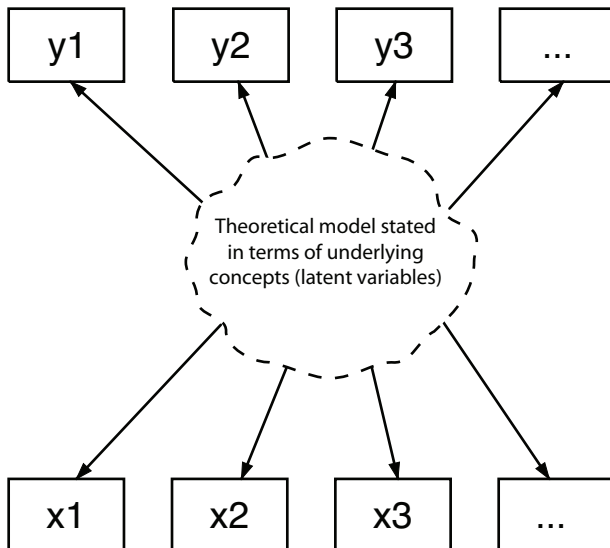 y1 y2 y3 ...
Theoretical model stated
in terms of underlying
concepts (latent variables)
x1 x2 x3 ...